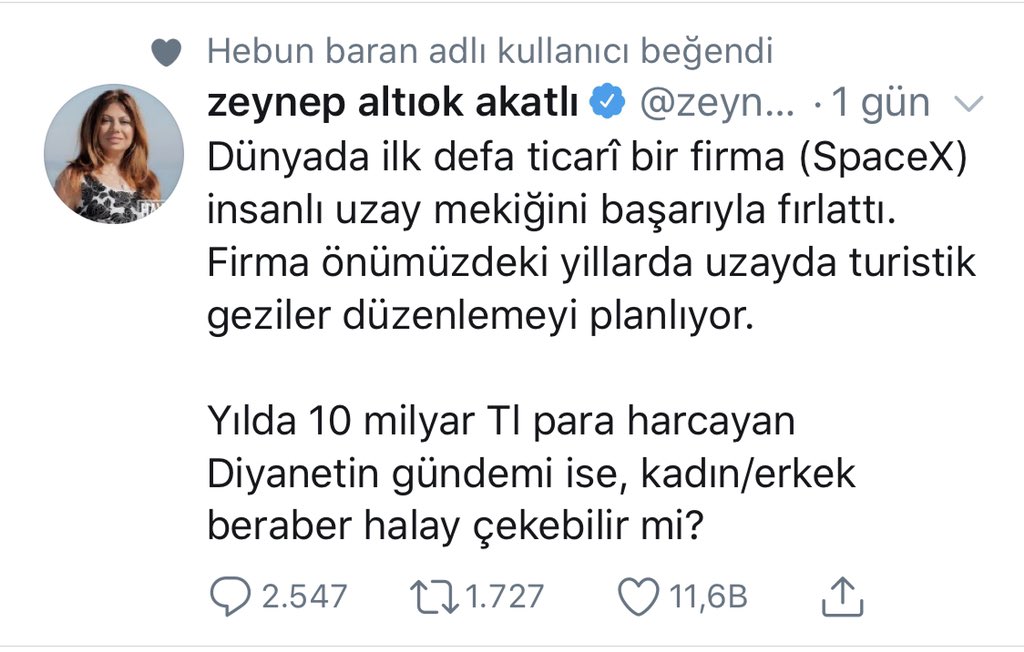 Hebun baran adlı kullanıcı beğendi
zeynep altıok akatlı @zeyn... · 1 gün
Dünyada ilk defa ticarî bir firma (SpaceX)
insanlı uzay mekiğini başarıyla fırlattı.
Firma önümüzdeki yıllarda uzayda turistik
geziler düzenlemeyi planlıyor.
Yılda 10 milyar Tl para harcayan
Diyanetin gündemi ise, kadın/erkek
beraber halay çekebilir mi?
2.547 1.727 11,6B